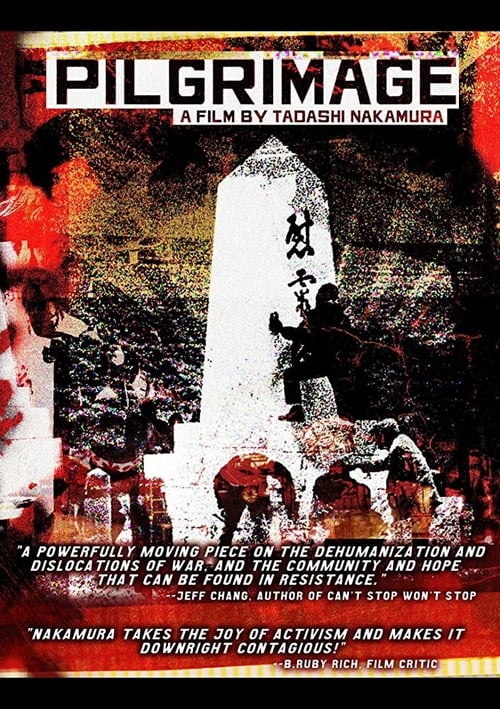 PILGRIMAGE
A FILM BY TADASHI NAKAMURA
慰
"A POWERFULLY MOVING PIECE ON THE DEHUMANIZATION AND
DISLOCATIONS OF WAR, AND THE COMMUNITY AND HOPE
THAT CAN BE FOUND IN RESISTANCE."
--JEFF CHANG, AUTHOR OF CAN'T STOP WON'T STOP
"NAKAMURA TAKES THE JOY OF ACTIVISM AND MAKES IT
DOWNRIGHT CONTAGIOUS!"
--B.RUBY RICH, FILM CRITIC